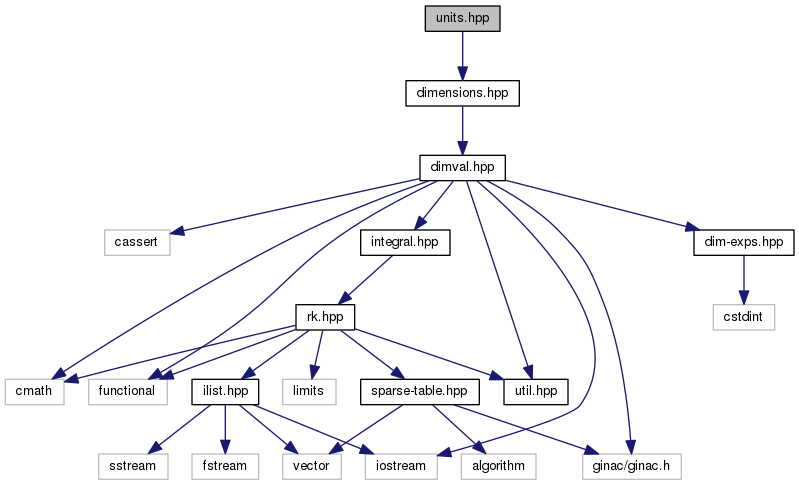 units.hpp
dimensions.hpp
dimval.hpp
cassert
integral.hpp
dim-exps.hpp
rk.hpp
cstdint
cmath
functional
ilist.hpp
limits
sparse-table.hpp
util.hpp
sstream
fstream
vector
iostream
algorithm
ginac/ginac.h